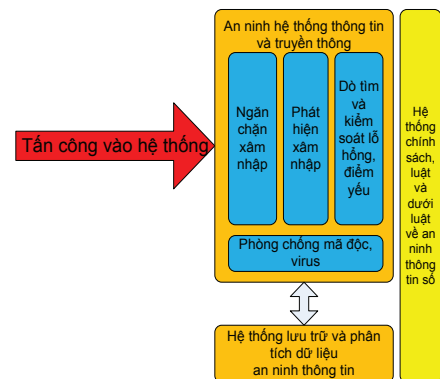 An ninh hệ thống thông tin
và truyền thông
Tấn công vào hệ thống
Ngăn
chặn
xâm
nhập
Phát
hiện
xâm
nhập
Dò tìm
và
kiểm
soát lỗ
hổng,
điểm
yếu
Phòng chống mã độc,
virus
Hệ
thống
chính
sách,
luật
và
dưới
luật
về an
ninh
thông
tin số
Hệ thống lưu trữ và phân
tích dữ liệu
an ninh thông tin